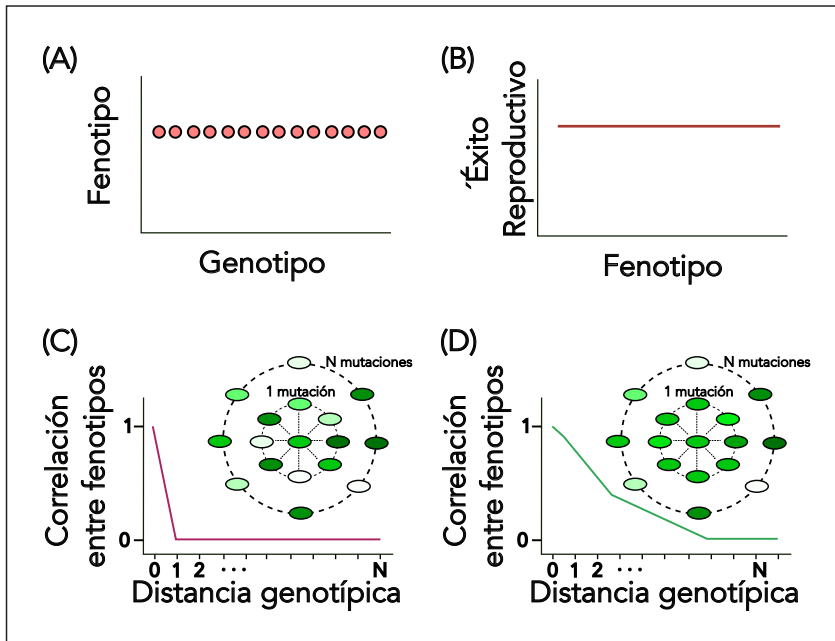 (A)
Fenotipo
Genotipo
(B)
´Éxito
Reproductivo
Fenotipo
(C)
Correlación
entre fenotipos
1
0
N mutaciones
1 mutación
0 1 2 ... N
Distancia genotípica
(D)
Correlación
entre fenotipos
1
0
N mutaciones
1 mutación
0 1 2 ... N
Distancia genotípica